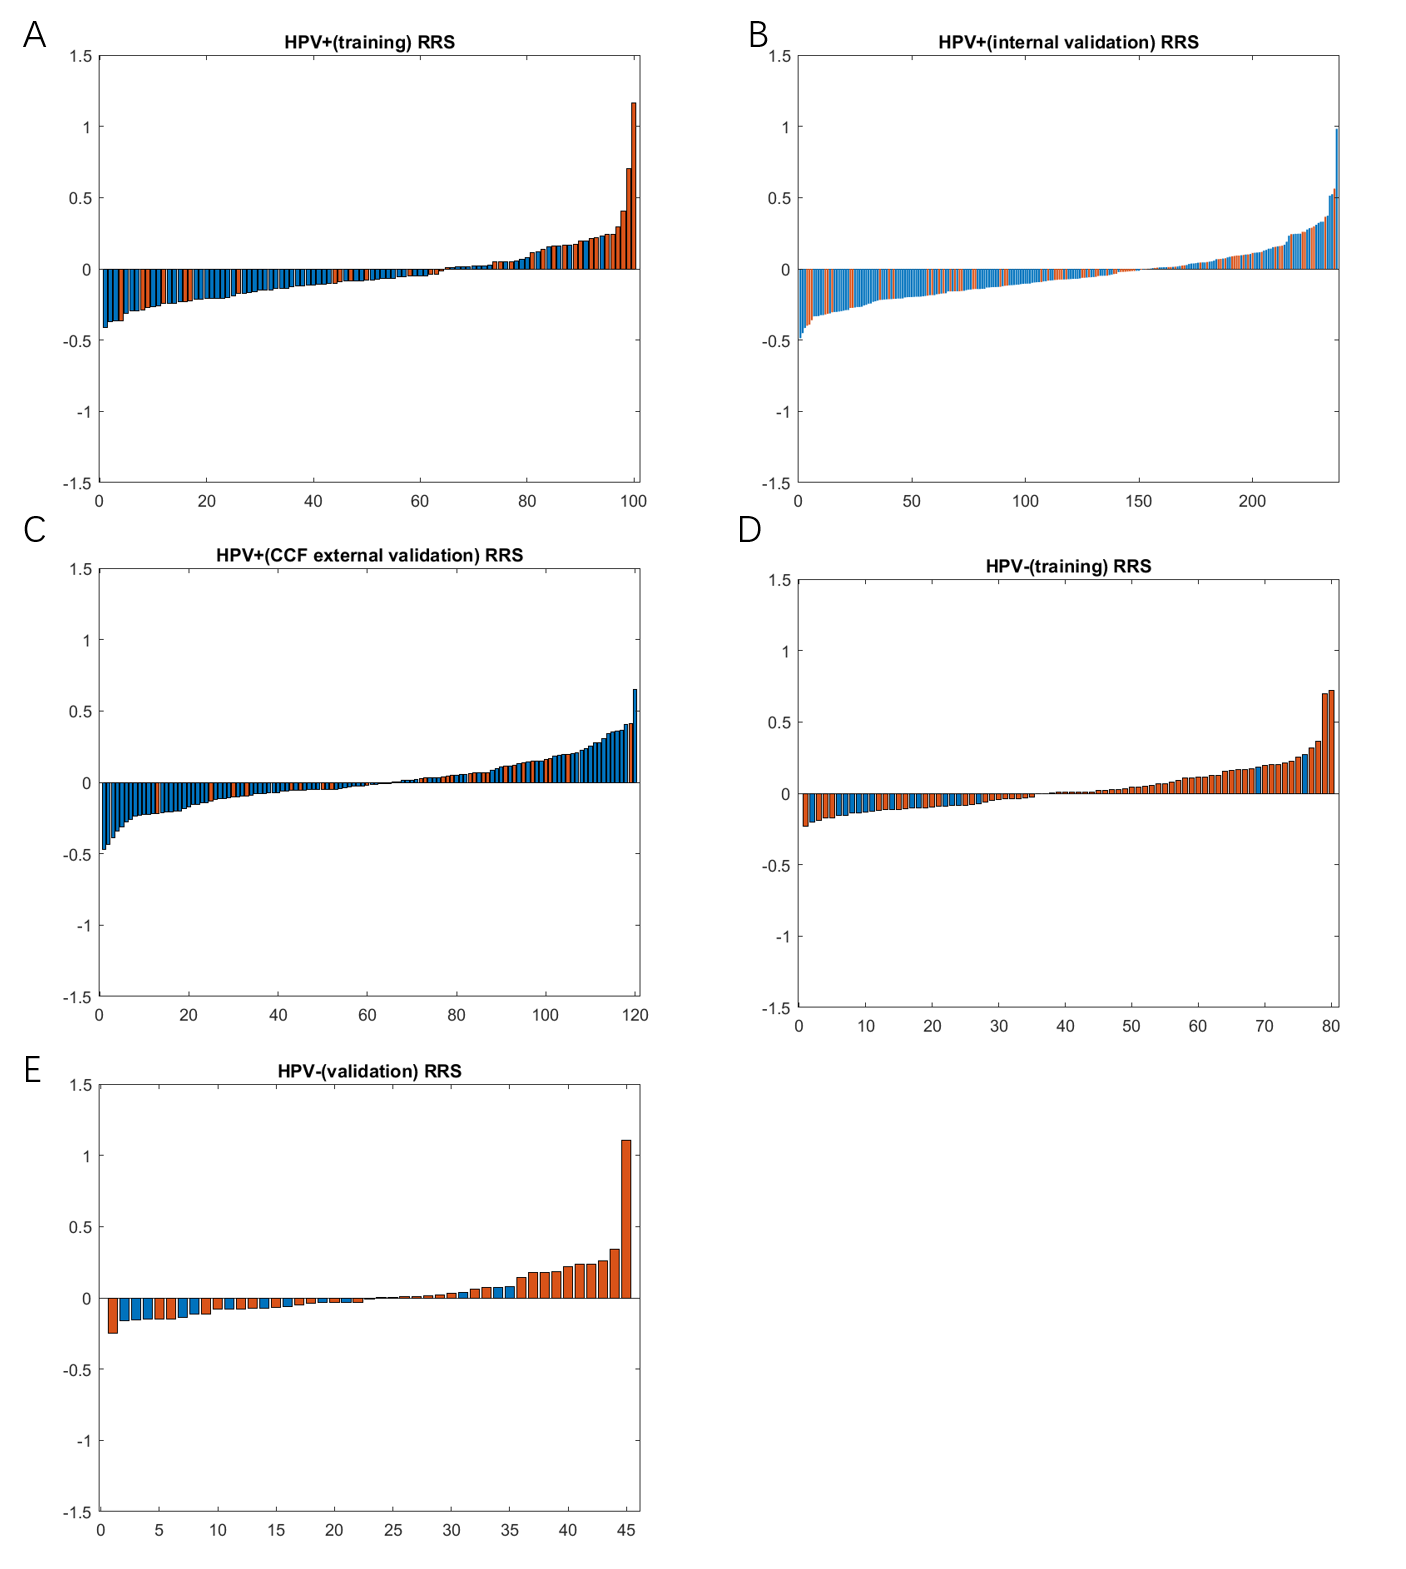 A
HPV+(training) RRS
1.5
1
0.5
0
-0.5
-1
-1.5
0 20 40 60 80 100
B
HPV+(internal validation) RRS
1.5
1
0.5
0
-0.5
-1
-1.5
0 50 100 150 200
C
HPV+(CCF external validation) RRS
1.5
1
0.5
0
-0.5
-1
-1.5
0 20 40 60 80 100 120
D
HPV-(training) RRS
1.5
1
0.5
0
-0.5
-1
-1.5
0 10 20 30 40 50 60 70 80
E
HPV-(validation) RRS
1.5
1
0.5
0
-0.5
-1
-1.5
0 5 10 15 20 25 30 35 40 45